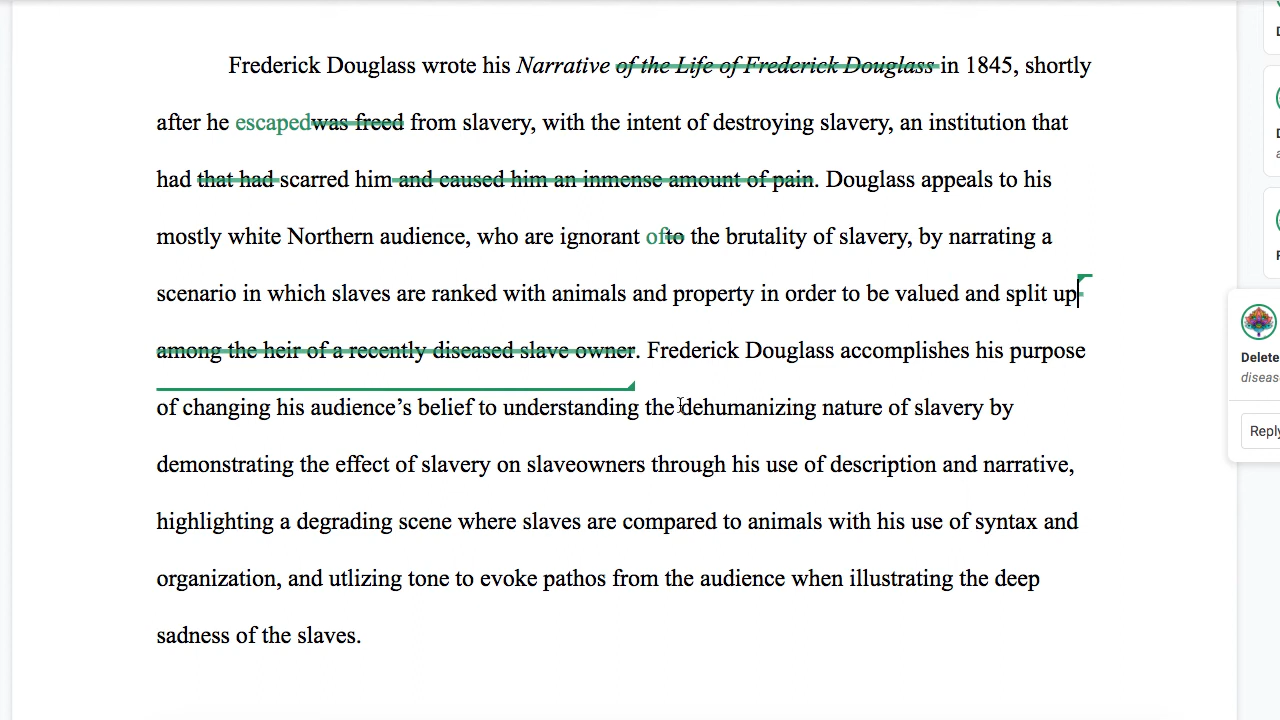 Frederick Douglass wrote his Narrative of the Life of Frederick Douglass in 1845, shortly
after he escapedwas freed from slavery, with the intent of destroying slavery, an institution that
had that had scarred him and caused him an inmense amount of pain. Douglass appeals to his
mostly white Northern audience, who are ignorant ofto the brutality of slavery, by narrating a
scenario in which slaves are ranked with animals and property in order to be valued and split up
among the heir of a recently diseased slave owner. Frederick Douglass accomplishes his purpose
of changing his audience’s belief to understanding the dehumanizing nature of slavery by
demonstrating the effect of slavery on slaveowners through his use of description and narrative,
highlighting a degrading scene where slaves are compared to animals with his use of syntax and
organization, and utlizing tone to evoke pathos from the audience when illustrating the deep
sadness of the slaves.
Delete
diseas
Reply